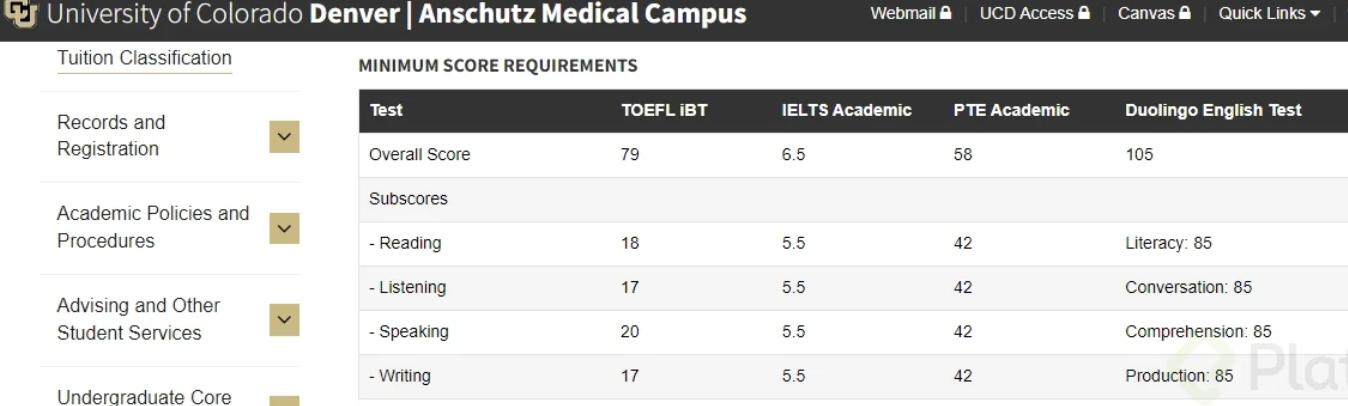 University of Colorado Denver | Anschutz Medical Campus
Webmail | UCD Access | Canvas | Quick Links
Tuition Classification
Records and
Registration
Academic Policies and
Procedures
Advising and Other
Student Services
Undergraduate Core
MINIMUM SCORE REQUIREMENTS
Test TOEFL iBT IELTS Academic PTE Academic Duolingo English Test
Overall Score 79 6.5 58 105
Subscores
- Reading 18 5.5 42 Literacy: 85
- Listening 17 5.5 42 Conversation: 85
- Speaking 20 5.5 42 Comprehension: 85
- Writing 17 5.5 42 Production: 85